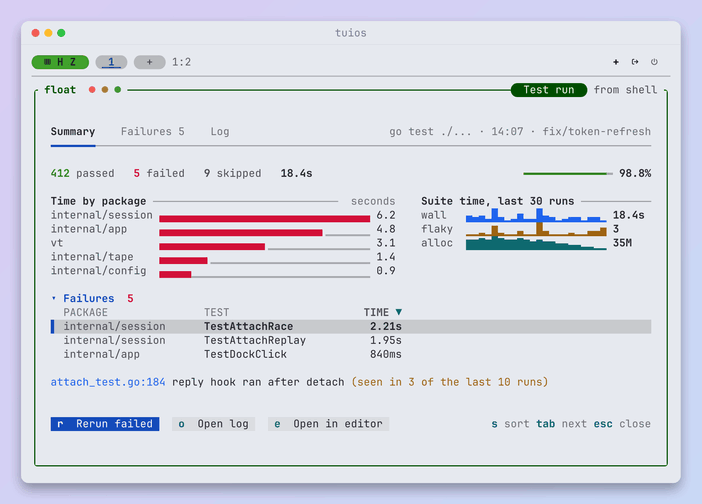 tuios
H Z 1 + 1:2 +
float Test run from shell
Summary Failures 5 Log go test ./... · 14:07 · fix/token-refresh
412 passed 5 failed 9 skipped 18.4s 98.8%
Time by package seconds
internal/session 6.2
internal/app 4.8
vt 3.1
internal/tape 1.4
internal/config 0.9
Suite time, last 30 runs
wall 18.4s
flaky 3
alloc 35M
▾ Failures 5
PACKAGE TEST TIME ▼
internal/session TestAttachRace 2.21s
internal/session TestAttachReplay 1.95s
internal/app TestDockClick 840ms
attach_test.go:184 reply hook ran after detach (seen in 3 of the last 10 runs)
r Rerun failed o Open log e Open in editor s sort tab next esc close